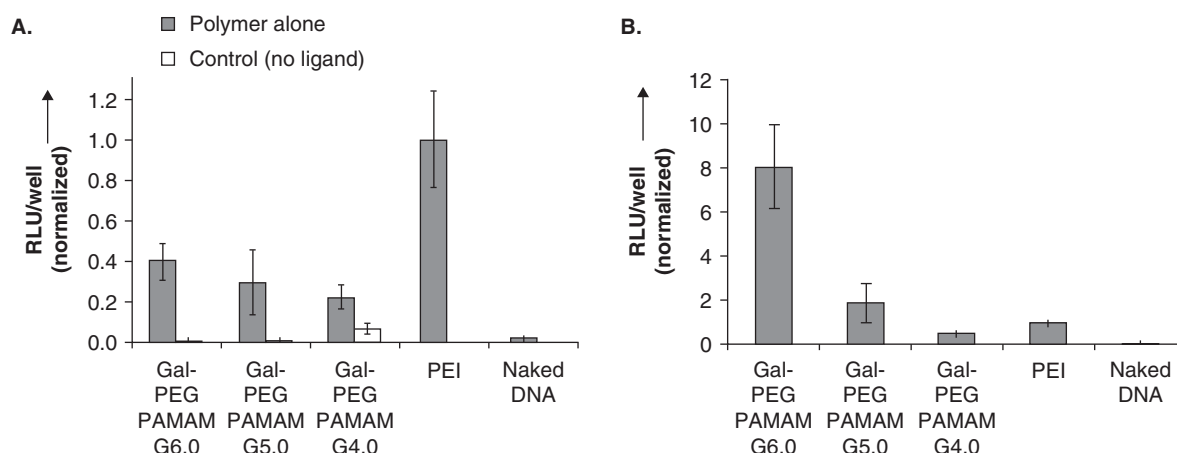 A.
Polymer alone
Control (no ligand)
RLU/well
(normalized)
1.2
1.0
0.8
0.6
0.4
0.2
0.0
Gal-
PEG
PAMAM
G6.0
Gal-
PEG
PAMAM
G5.0
Gal-
PEG
PAMAM
G4.0
PEI
Naked
DNA
B.
RLU/well
(normalized)
12
10
8
6
4
2
0
Gal-
PEG
PAMAM
G6.0
Gal-
PEG
PAMAM
G5.0
Gal-
PEG
PAMAM
G4.0
PEI
Naked
DNA